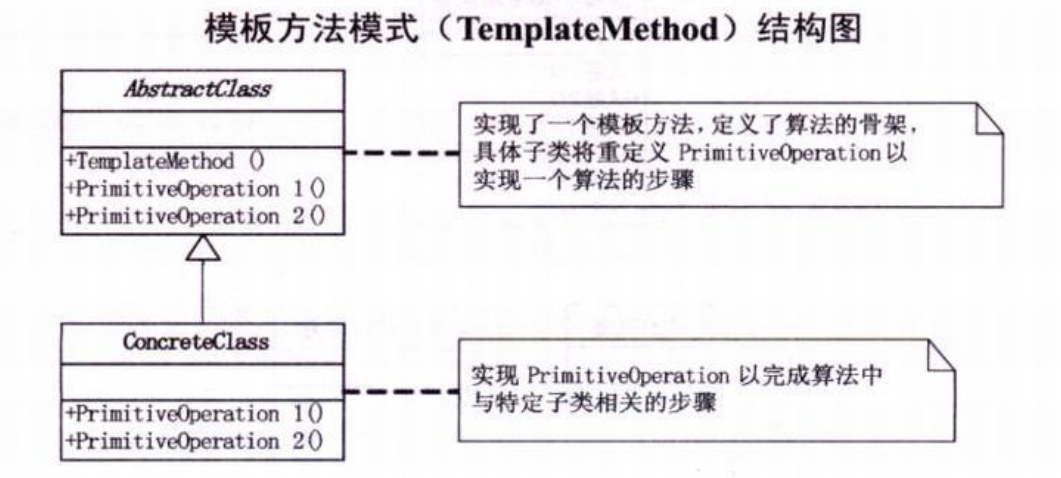 模板方法模式（TemplateMethod）结构图
AbstractClass
+TemplateMethod ()
+PrimitiveOperation 1()
+PrimitiveOperation 2()
实现了一个模板方法，定义了算法的骨架，
具体子类将重定义 PrimitiveOperation 以
实现一个算法的步骤
ConcreteClass
+PrimitiveOperation 1()
+PrimitiveOperation 2()
实现 PrimitiveOperation 以完成算法中
与特定子类相关的步骤